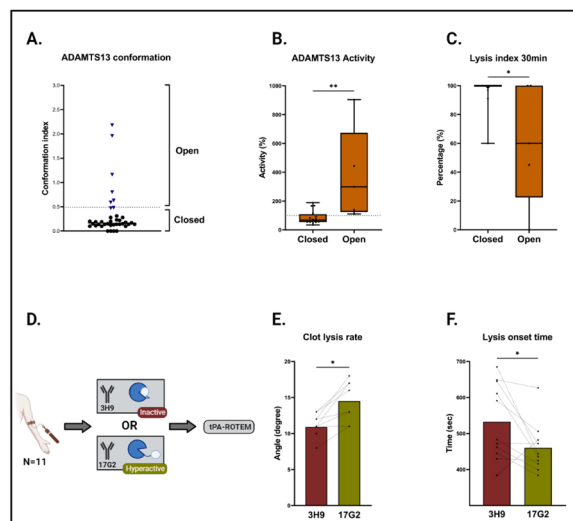 A.
ADAMTS13 conformation
Conformation index
3.0
2.5
2.0
1.5
1.0
0.5
0.0
Open
Closed
B.
ADAMTS13 Activity
Activity (%)
1000
800
600
400
200
0
**
Closed
Open
C.
Lysis index 30min
Percentage (%)
100
80
60
40
20
0
*
Closed
Open
D.
N=11
3H9
Inactive
OR
17G2
Hyperactive
tPA-ROTEM
E.
Clot lysis rate
Angle (degree)
20
15
10
5
0
*
3H9
17G2
F.
Lysis onset time
Time (sec)
700
600
500
400
*
3H9
17G2